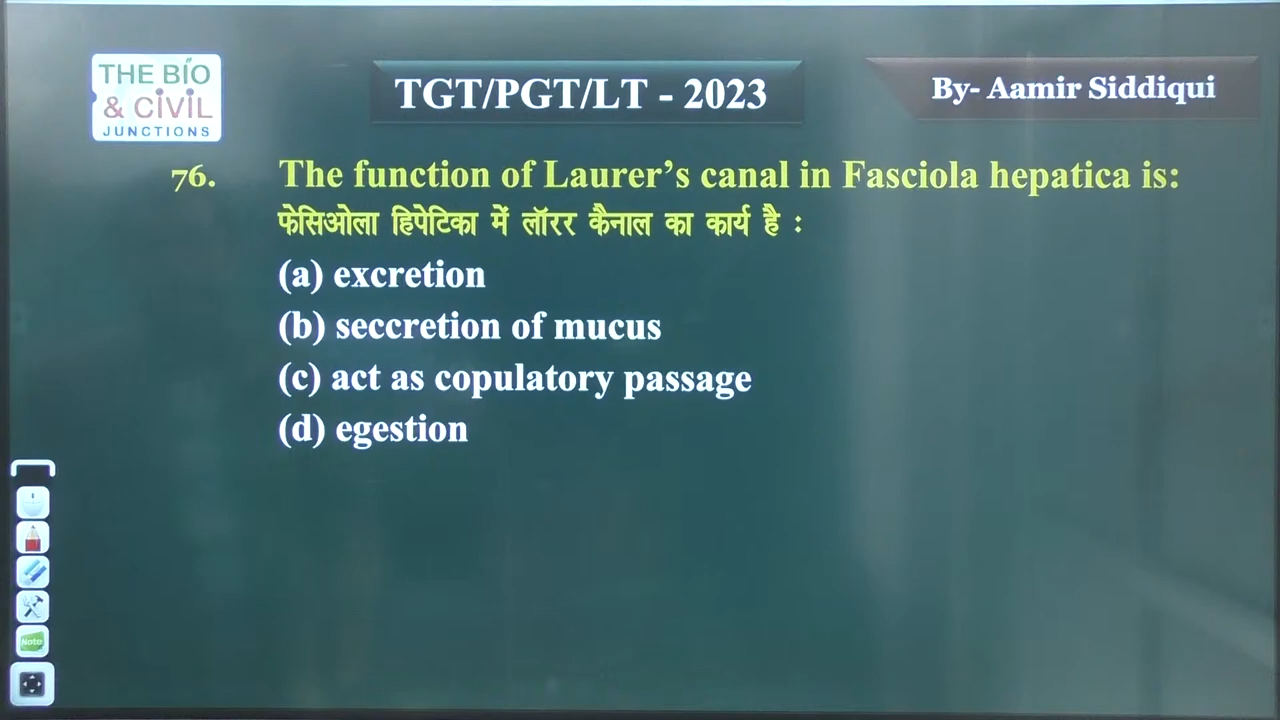 THE BIO
& CIVIL
JUNCTIONS
TGT/PGT/LT - 2023
By- Aamir Siddiqui
76. The function of Laurer's canal in Fasciola hepatica is:
फेसिओला हिपेटिका में लॉरर कैनाल का कार्य है :
(a) excretion
(b) seccretion of mucus
(c) act as copulatory passage
(d) egestion
Note